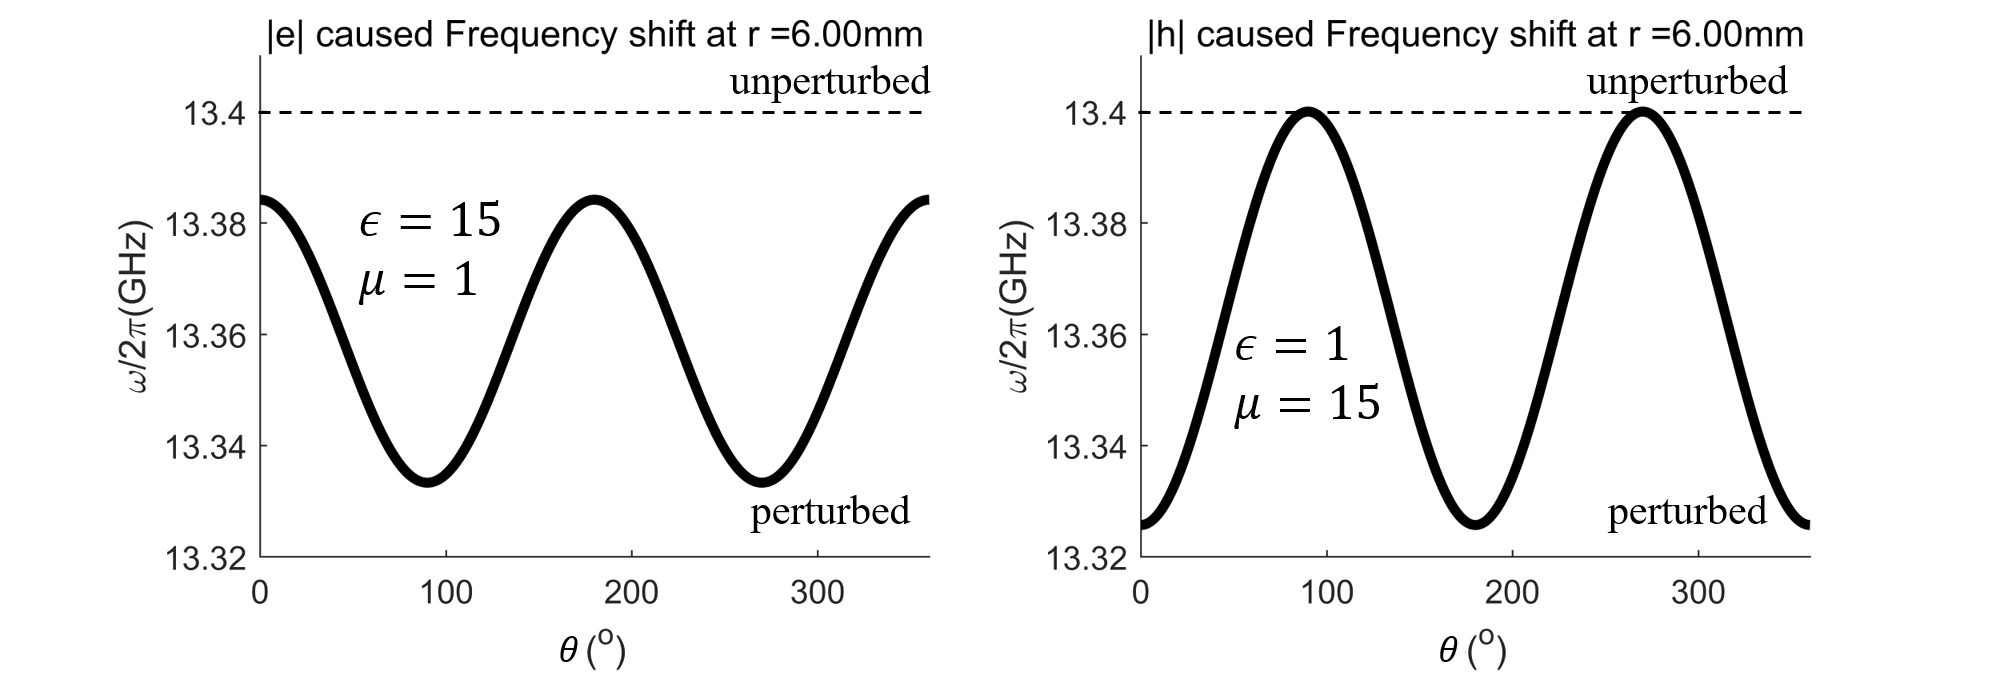 |e| caused Frequency shift at r =6.00mm
unperturbed
13.4
13.38
13.36
13.34
13.32
ω/2π(GHz)
ϵ = 15
μ = 1
perturbed
0
100
200
300
θ (°)
|h| caused Frequency shift at r =6.00mm
unperturbed
13.4
13.38
13.36
13.34
13.32
ω/2π(GHz)
ϵ = 1
μ = 15
perturbed
0
100
200
300
θ (°)